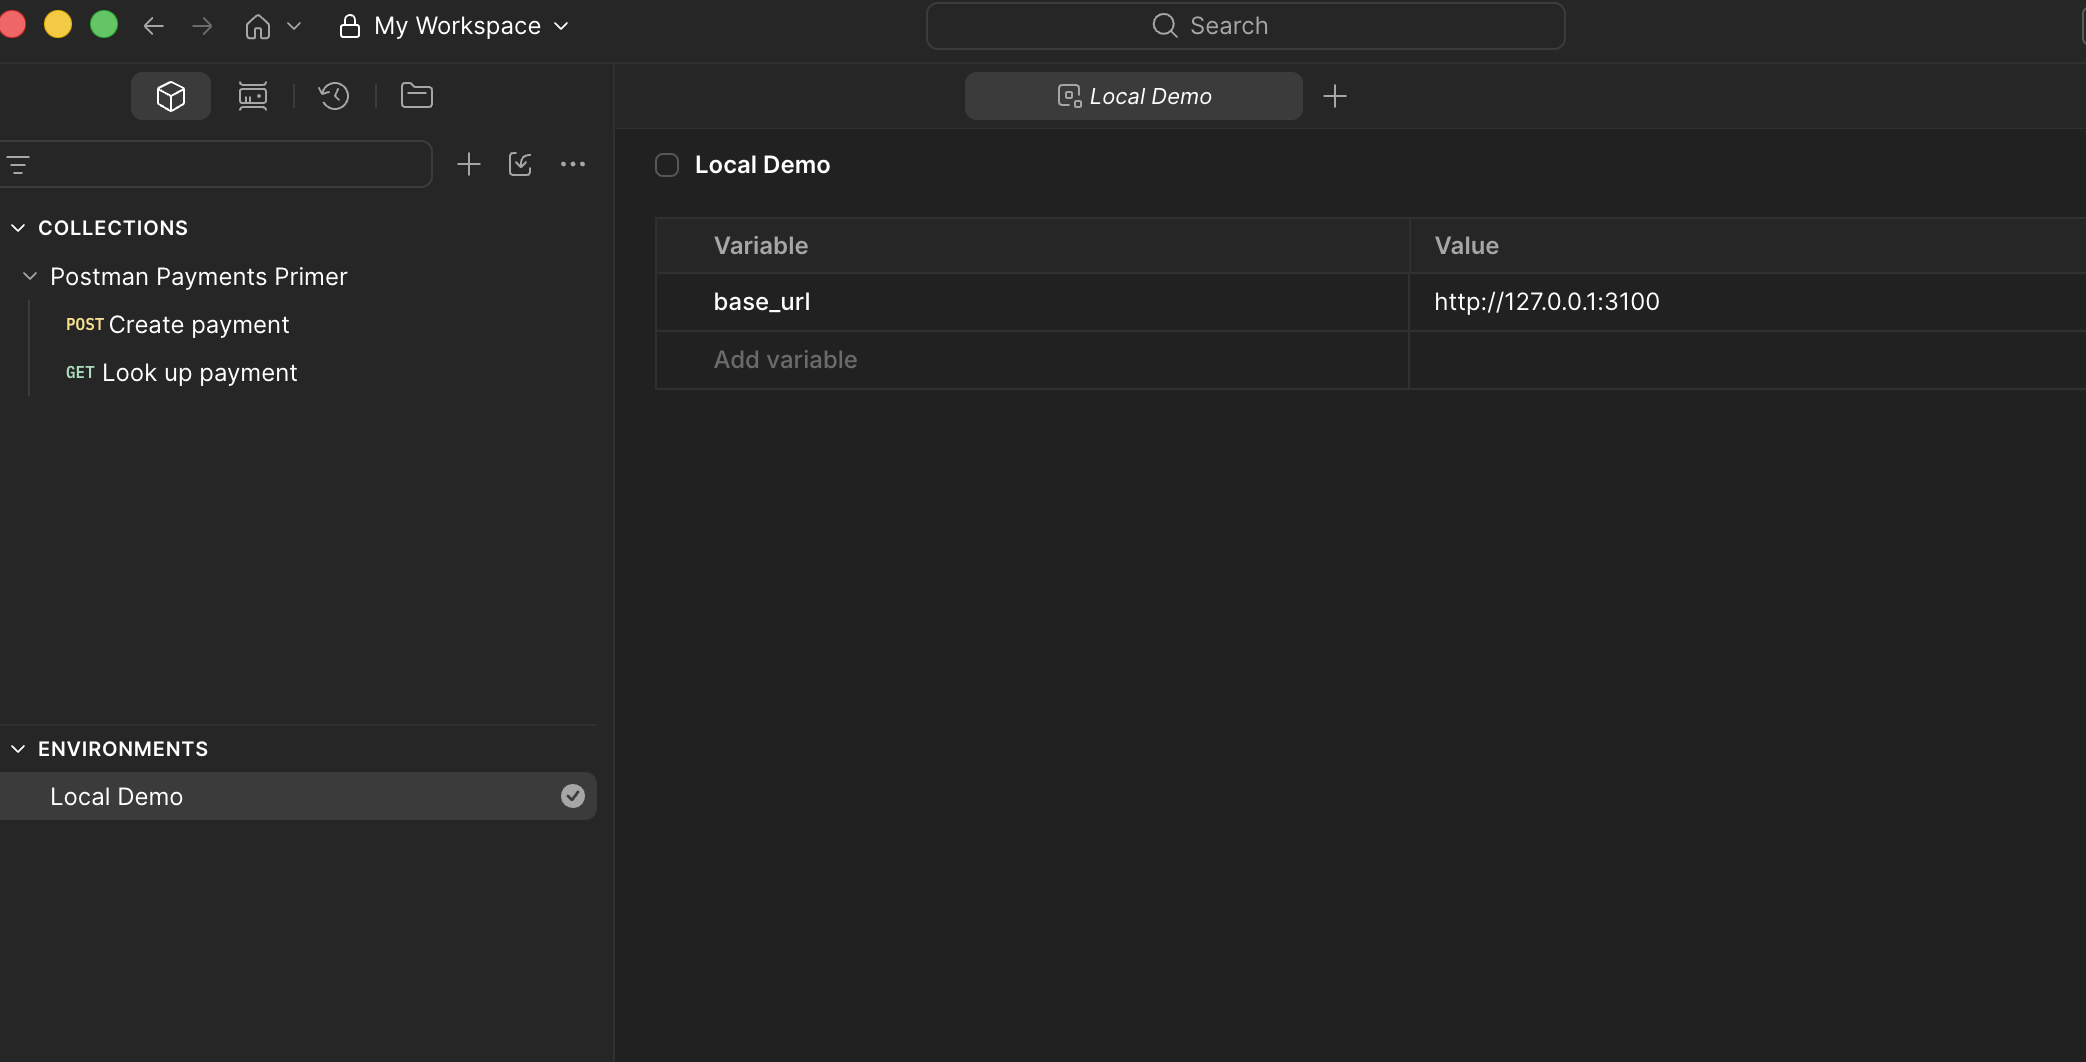 My Workspace
Search
Local Demo
Local Demo
COLLECTIONS
Postman Payments Primer
POST Create payment
GET Look up payment
Variable Value
base_url http://127.0.0.1:3100
Add variable
ENVIRONMENTS
Local Demo